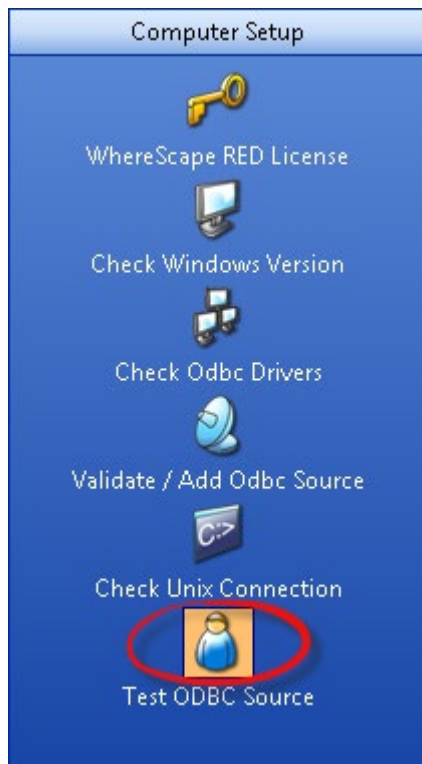 Computer Setup
WhereScape RED License
Check Windows Version
Check Odbc Drivers
Validate / Add Odbc Source
C:>
Check Unix Connection
Test ODBC Source